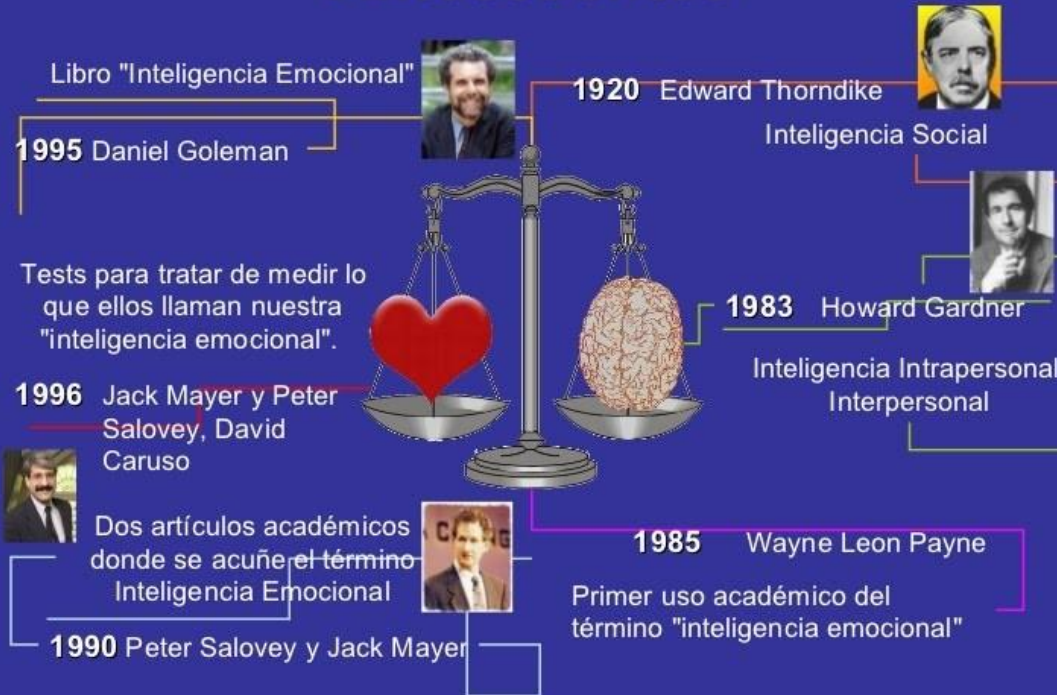 Libro "Inteligencia Emocional"
1995 Daniel Goleman
1920 Edward Thorndike
Inteligencia Social
1983 Howard Gardner
Inteligencia Intrapersonal
Interpersonal
1985 Wayne Leon Payne
Primer uso académico del
término "inteligencia emocional"
Tests para tratar de medir lo
que ellos llaman nuestra
"inteligencia emocional".
1996 Jack Mayer y Peter
Salovey, David
Caruso
Dos artículos académicos
donde se acuñe el término
Inteligencia Emocional
1990 Peter Salovey y Jack Mayer